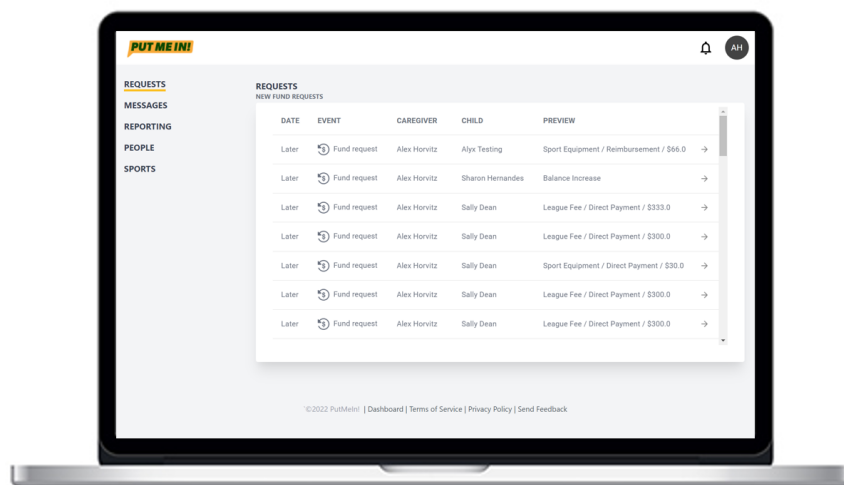 PUT ME IN!
AH
REQUESTS
MESSAGES
REPORTING
PEOPLE
SPORTS
REQUESTS
NEW FUND REQUESTS
DATE EVENT CAREGIVER CHILD PREVIEW
Later Fund request Alex Horvitz Alyx Testing Sport Equipment / Reimbursement / $66.0
Later Fund request Alex Horvitz Sharon Hernandes Balance Increase
Later Fund request Alex Horvitz Sally Dean League Fee / Direct Payment / $333.0
Later Fund request Alex Horvitz Sally Dean League Fee / Direct Payment / $300.0
Later Fund request Alex Horvitz Sally Dean Sport Equipment / Direct Payment / $30.0
Later Fund request Alex Horvitz Sally Dean League Fee / Direct Payment / $300.0
Later Fund request Alex Horvitz Sally Dean League Fee / Direct Payment / $300.0
©2022 PutMeIn! | Dashboard | Terms of Service | Privacy Policy | Send Feedback